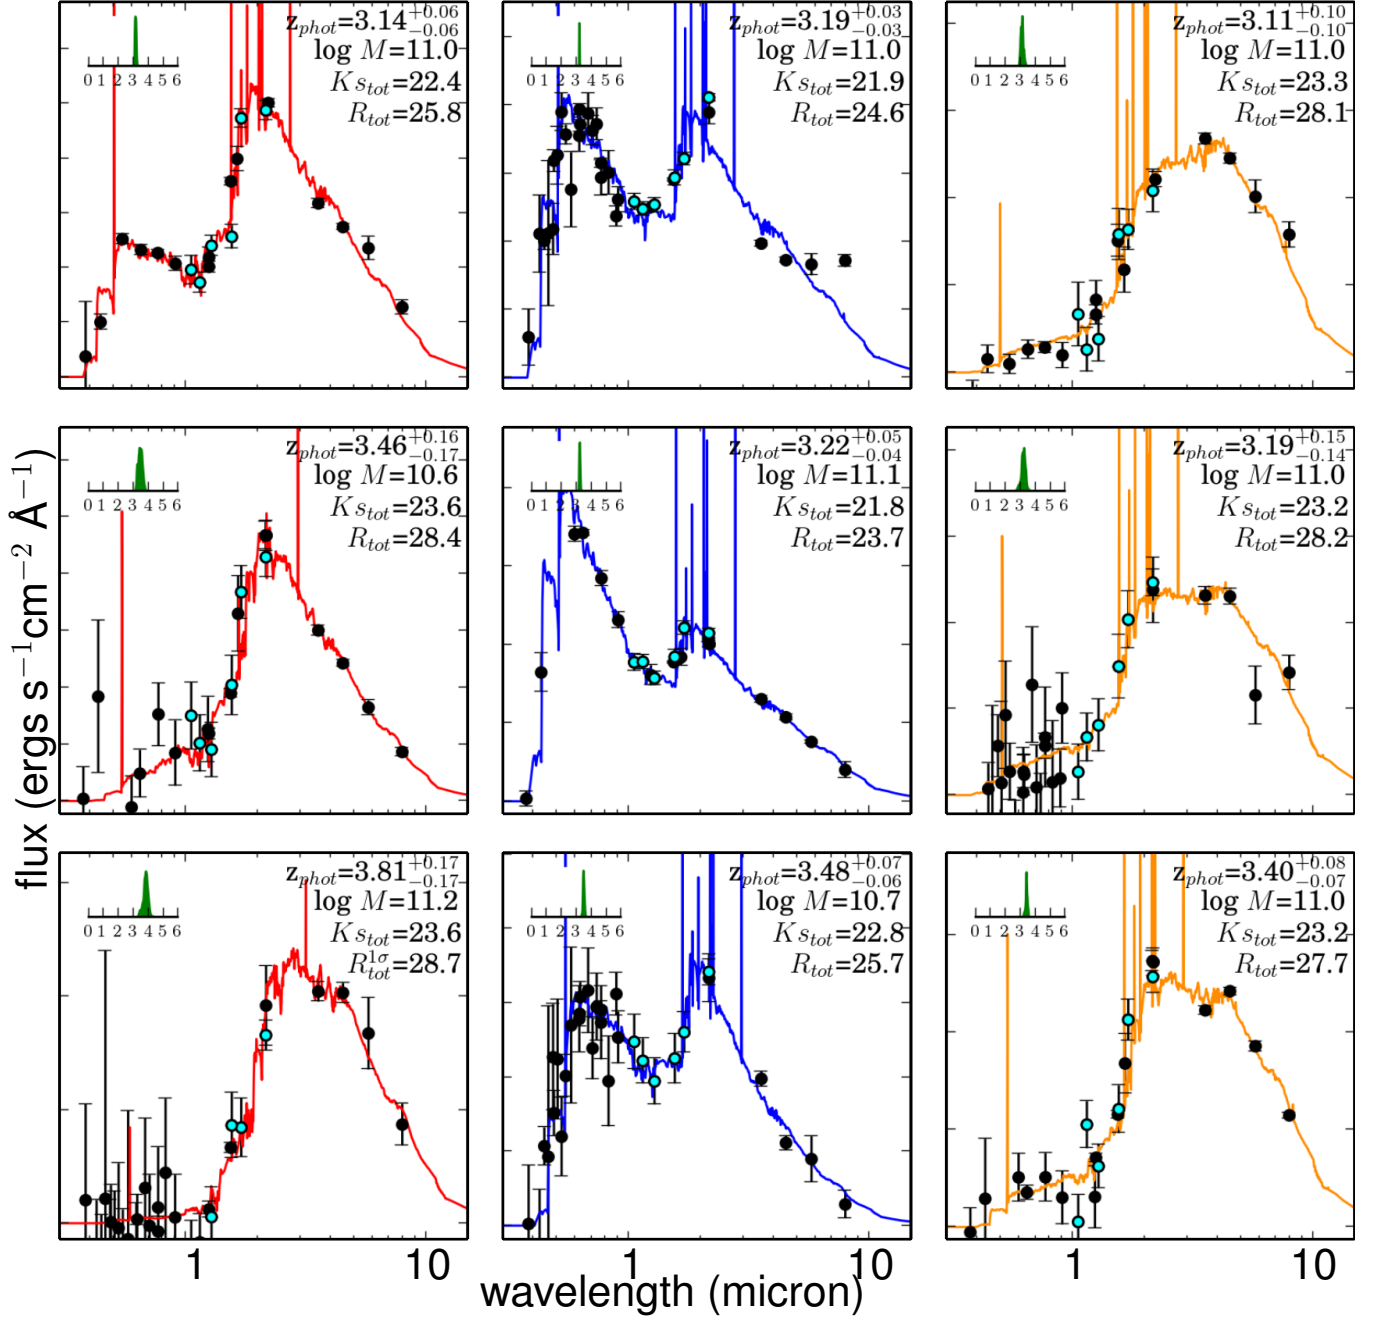 z_phot=3.14 +0.06 −0.06
log M=11.0
Ks_tot=22.4
R_tot=25.8
0 1 2 3 4 5 6
z_phot=3.19 +0.03 −0.03
log M=11.0
Ks_tot=21.9
R_tot=24.6
0 1 2 3 4 5 6
z_phot=3.11 +0.10 −0.10
log M=11.0
Ks_tot=23.3
R_tot=28.1
0 1 2 3 4 5 6
z_phot=3.46 +0.16 −0.17
log M=10.6
Ks_tot=23.6
R_tot=28.4
0 1 2 3 4 5 6
z_phot=3.22 +0.05 −0.04
log M=11.1
Ks_tot=21.8
R_tot=23.7
0 1 2 3 4 5 6
z_phot=3.19 +0.15 −0.14
log M=11.0
Ks_tot=23.2
R_tot=28.2
0 1 2 3 4 5 6
z_phot=3.81 +0.17 −0.17
log M=11.2
Ks_tot=23.6
R^1σ_tot=28.7
0 1 2 3 4 5 6
z_phot=3.48 +0.07 −0.06
log M=10.7
Ks_tot=22.8
R_tot=25.7
0 1 2 3 4 5 6
z_phot=3.40 +0.08 −0.07
log M=11.0
Ks_tot=23.2
R_tot=27.7
0 1 2 3 4 5 6
flux (ergs s⁻¹cm⁻² Å⁻¹)
1 10 1 10 1 10
wavelength (micron)